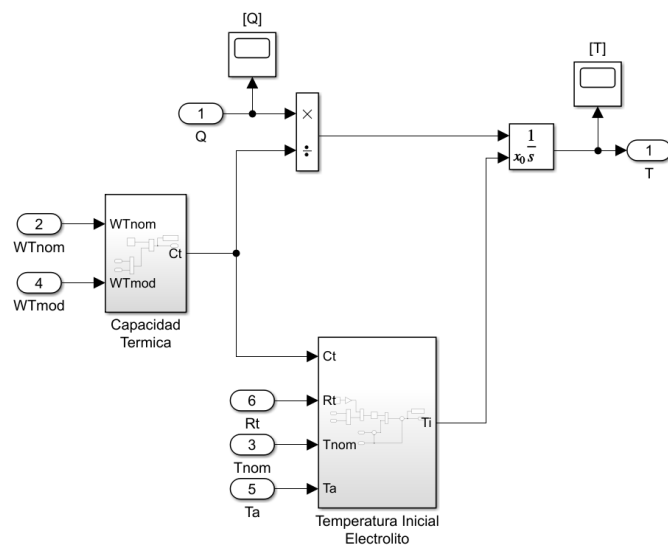 [Q]
[T]
1
Q
×
÷
1
s
x₀
1
T
2
WTnom
4
WTmod
WTnom
WTmod
Ct
Capacidad
Termica
6
Rt
3
Tnom
5
Ta
Ct
Rt
Tnom
Ta
Ti
Temperatura Inicial
Electrolito